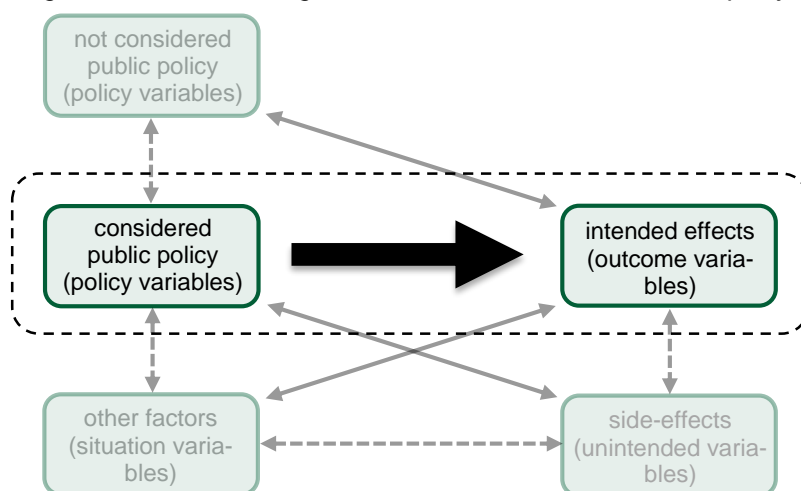 not considered
public policy
(policy variables)
considered
public policy
(policy variables)
intended effects
(outcome varia-
bles)
other factors
(situation varia-
bles)
side-effects
(unintended varia-
bles)